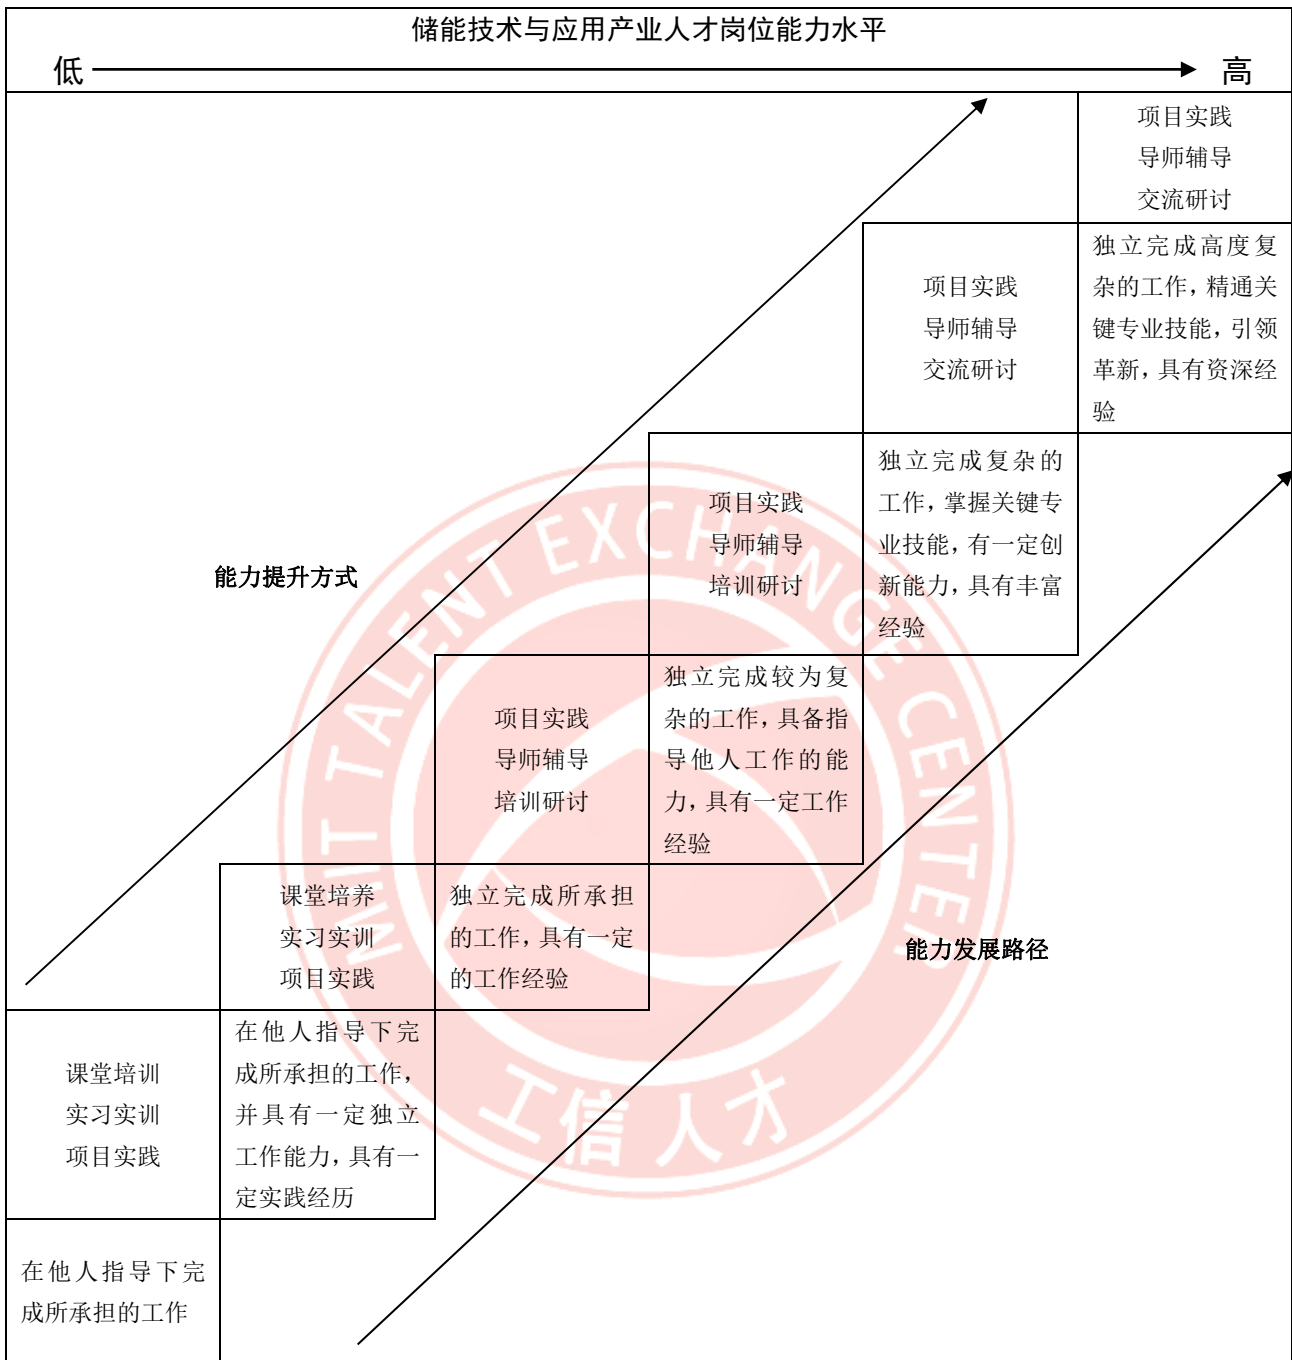 储能技术与应用产业人才岗位能力水平
低
高
项目实践
导师辅导
交流研讨
项目实践
导师辅导
交流研讨
独立完成高度复
杂的工作，精通关
键专业技能，引领
革新，具有资深经
验
能力提升方式
项目实践
导师辅导
培训研讨
独立完成复杂的
工作，掌握关键专
业技能，有一定创
新能力，具有丰富
经验
项目实践
导师辅导
培训研讨
独立完成较为复
杂的工作，具备指
导他人工作的能
力，具有一定工作
经验
课堂培养
实习实训
项目实践
独立完成所承担
的工作，具有一定
的工作经验
能力发展路径
课堂培训
实习实训
项目实践
在他人指导下完
成所承担的工作，
并具有一定独立
工作能力，具有一
定实践经历
在他人指导下完
成所承担的工作
MIIT TALENT EXCHANGE CENTER
工信人才